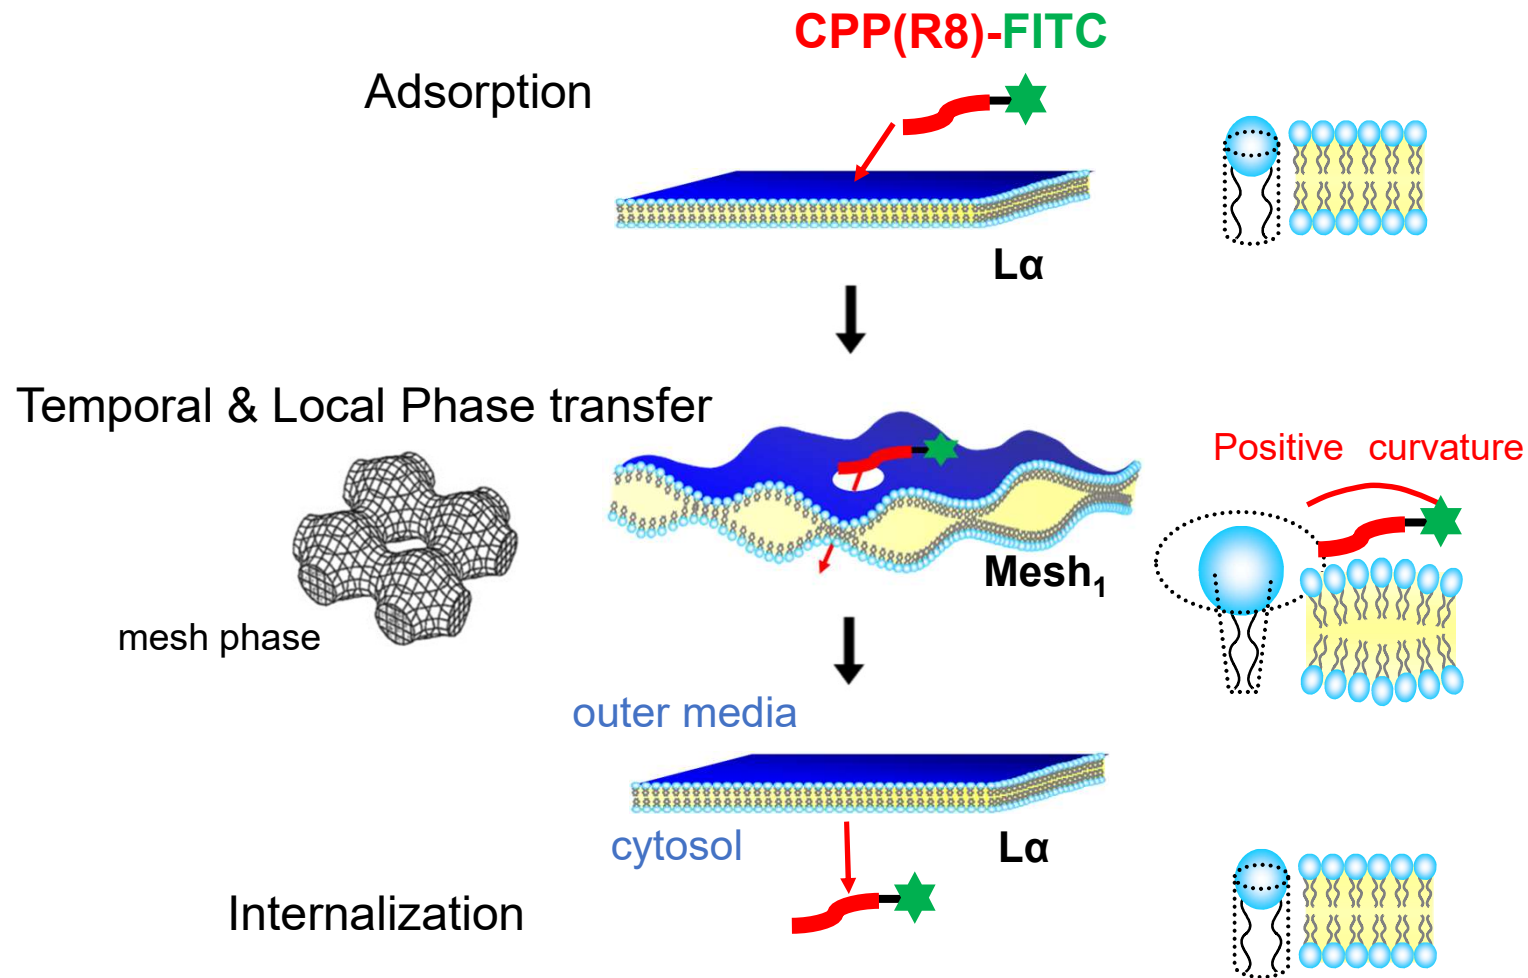 CPP(R8)-FITC
Adsorption
Lα
Temporal & Local Phase transfer
Positive curvature
Mesh₁
mesh phase
outer media
cytosol
Lα
Internalization